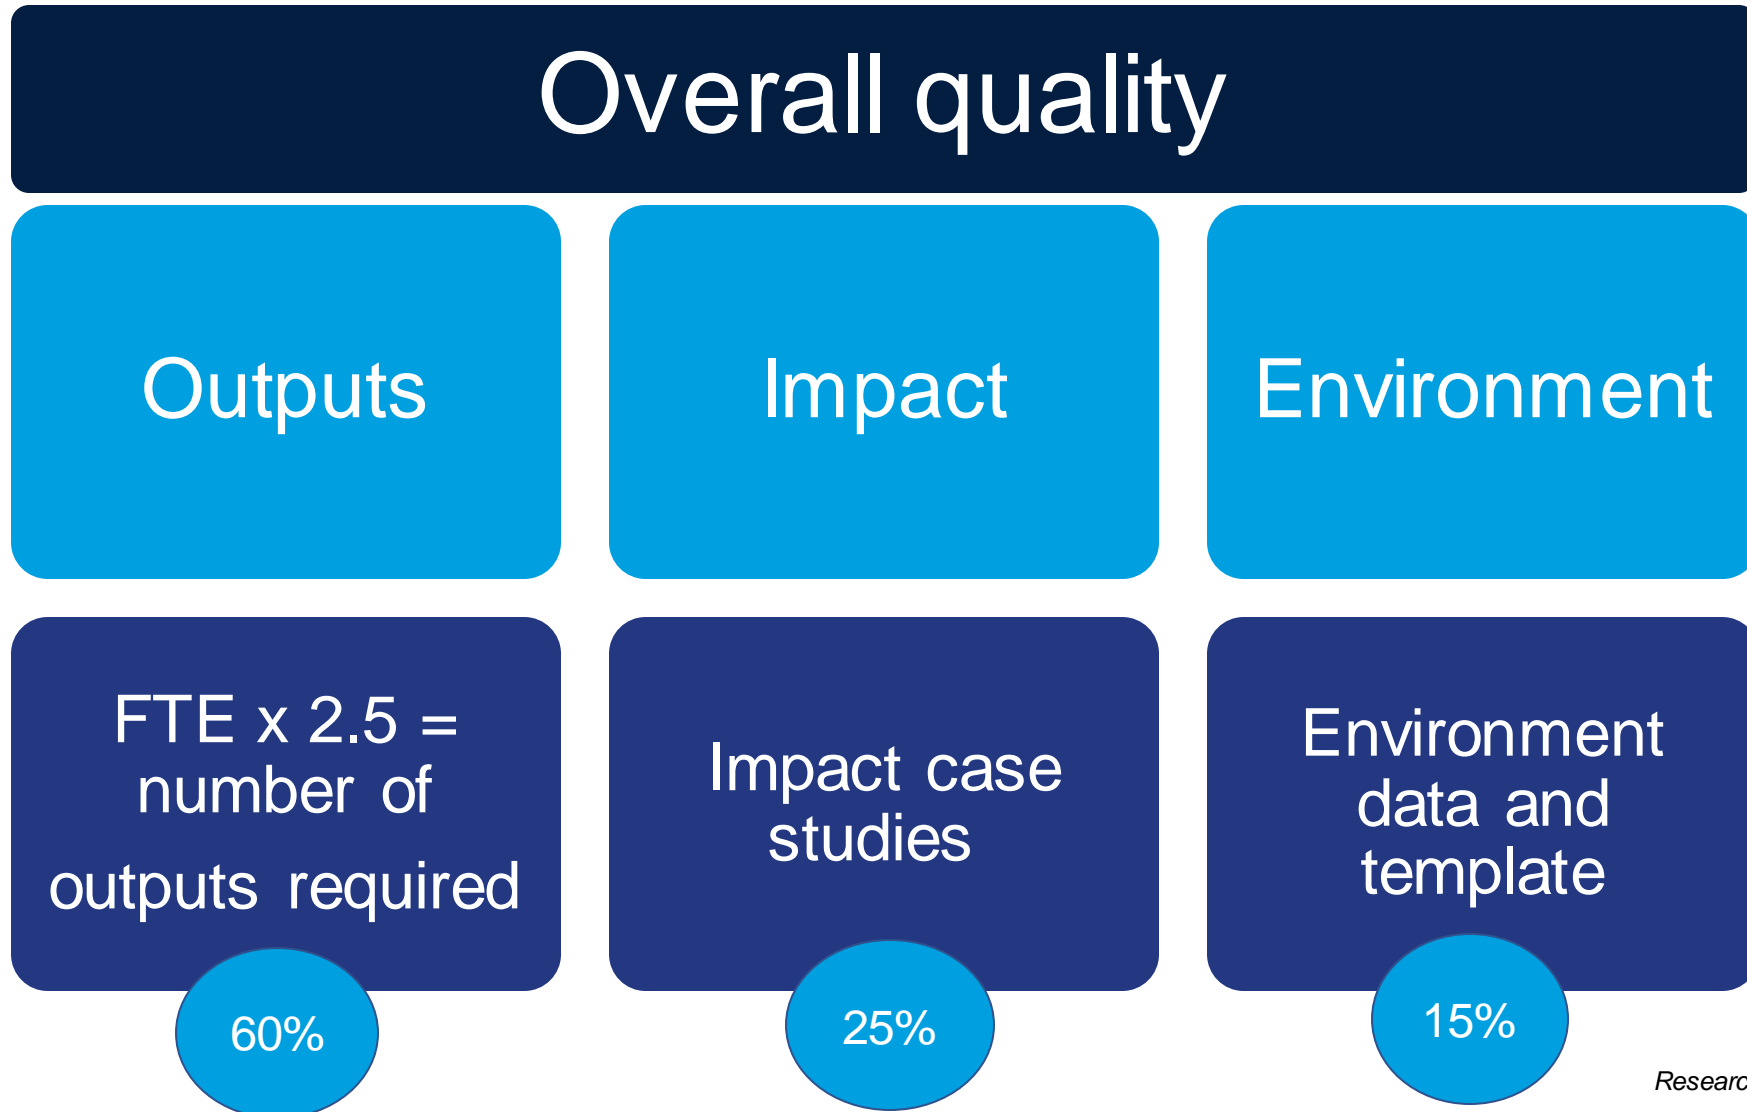 Overall quality
Outputs
Impact
Environment
FTE x 2.5 =
number of
outputs required
Impact case
studies
Environment
data and
template
60%
25%
15%
Researc